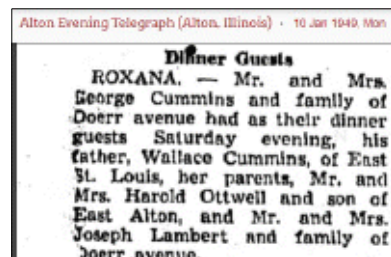 Alton Evening Telegraph (Alton, Illinois) · 10 Jan 1949, Mon
Dinner Guests
ROXANA. — Mr. and Mrs.
George Cummins and family of
Doerr avenue had as their dinner
guests Saturday evening, his
father, Wallace Cummins, of East
St. Louis, her parents, Mr. and
Mrs. Harold Ottwell and son of
East Alton, and Mr. and Mrs.
Joseph Lambert and family of
Doerr avenue.